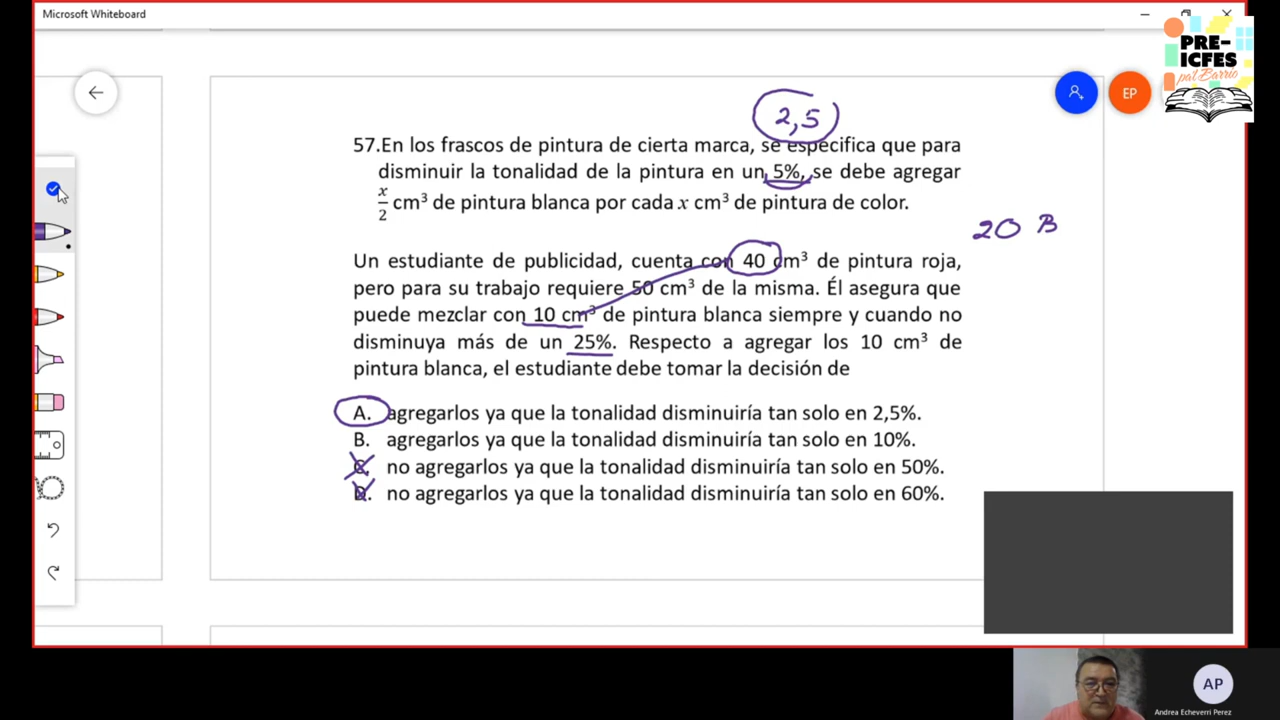 Microsoft Whiteboard
PRE-
ICFES
pa'l Barrio
EP
2,5
57.En los frascos de pintura de cierta marca, se especifica que para
disminuir la tonalidad de la pintura en un 5%, se debe agregar
x/2 cm³ de pintura blanca por cada x cm³ de pintura de color.
20 B
Un estudiante de publicidad, cuenta con 40 cm³ de pintura roja,
pero para su trabajo requiere 50 cm³ de la misma. Él asegura que
puede mezclar con 10 cm³ de pintura blanca siempre y cuando no
disminuya más de un 25%. Respecto a agregar los 10 cm³ de
pintura blanca, el estudiante debe tomar la decisión de
A. agregarlos ya que la tonalidad disminuiría tan solo en 2,5%.
B. agregarlos ya que la tonalidad disminuiría tan solo en 10%.
C. no agregarlos ya que la tonalidad disminuiría tan solo en 50%.
D. no agregarlos ya que la tonalidad disminuiría tan solo en 60%.
AP
Andrea Echeverri Perez